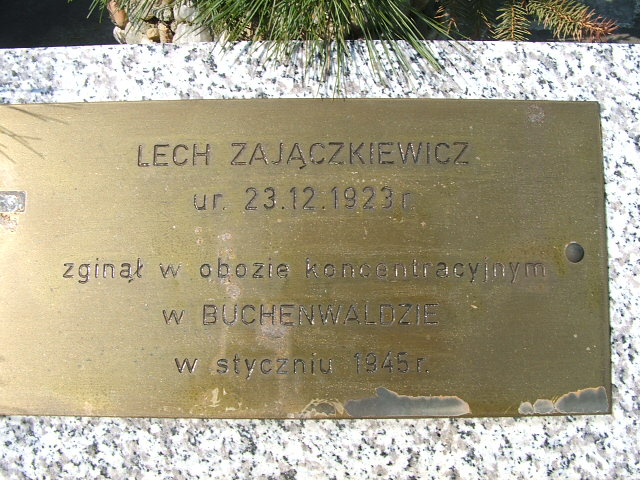 LECH ZAJĄCZKIEWICZ
ur. 23.12.1923 r.
zginął w obozie koncentracyjnym
w BUCHENWALDZIE
w styczniu 1945 r.